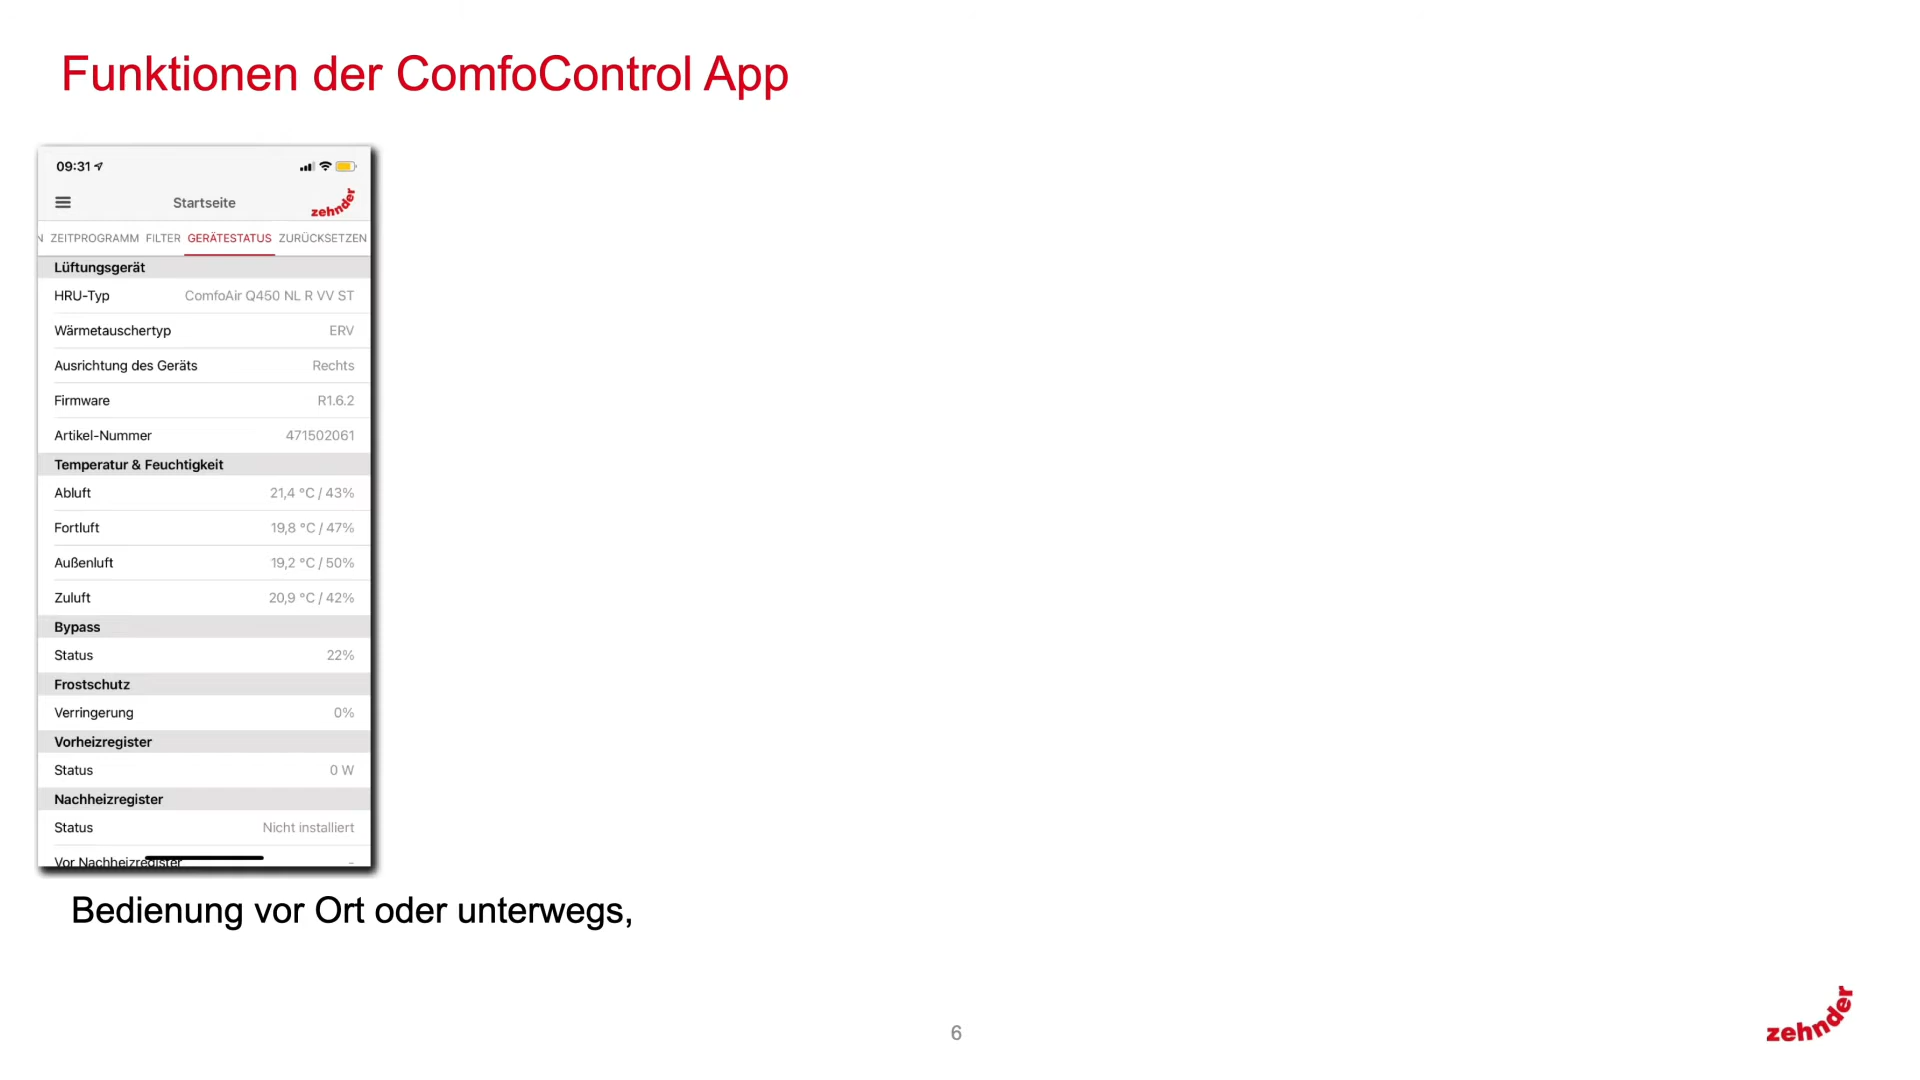 Funktionen der ComfoControl App
09:31
Startseite
zehnder
N ZEITPROGRAMM FILTER GERÄTESTATUS ZURÜCKSETZEN
Lüftungsgerät
HRU-Typ ComfoAir Q450 NL R VV ST
Wärmetauschertyp ERV
Ausrichtung des Geräts Rechts
Firmware R1.6.2
Artikel-Nummer 471502061
Temperatur & Feuchtigkeit
Abluft 21,4 °C / 43%
Fortluft 19,8 °C / 47%
Außenluft 19,2 °C / 50%
Zuluft 20,9 °C / 42%
Bypass
Status 22%
Frostschutz
Verringerung 0%
Vorheizregister
Status 0 W
Nachheizregister
Status Nicht installiert
Vor Nachheizregister –
Bedienung vor Ort oder unterwegs,
6
zehnder